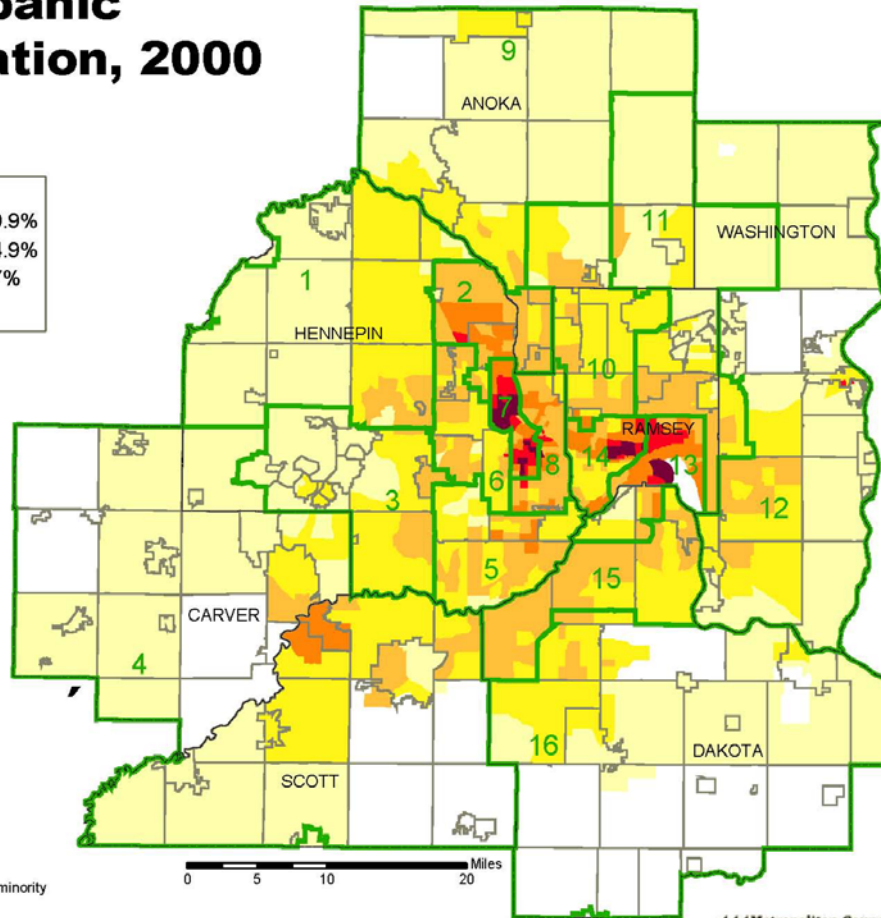 panic
ation, 2000
.9%
4.9%
9
ANOKA
11
WASHINGTON
1
2
HENNEPIN
10
7
RAMSEY
14
13
8
6
3
12
5
15
CARVER
4
16
DAKOTA
SCOTT
Miles
0 5 10 20
minority